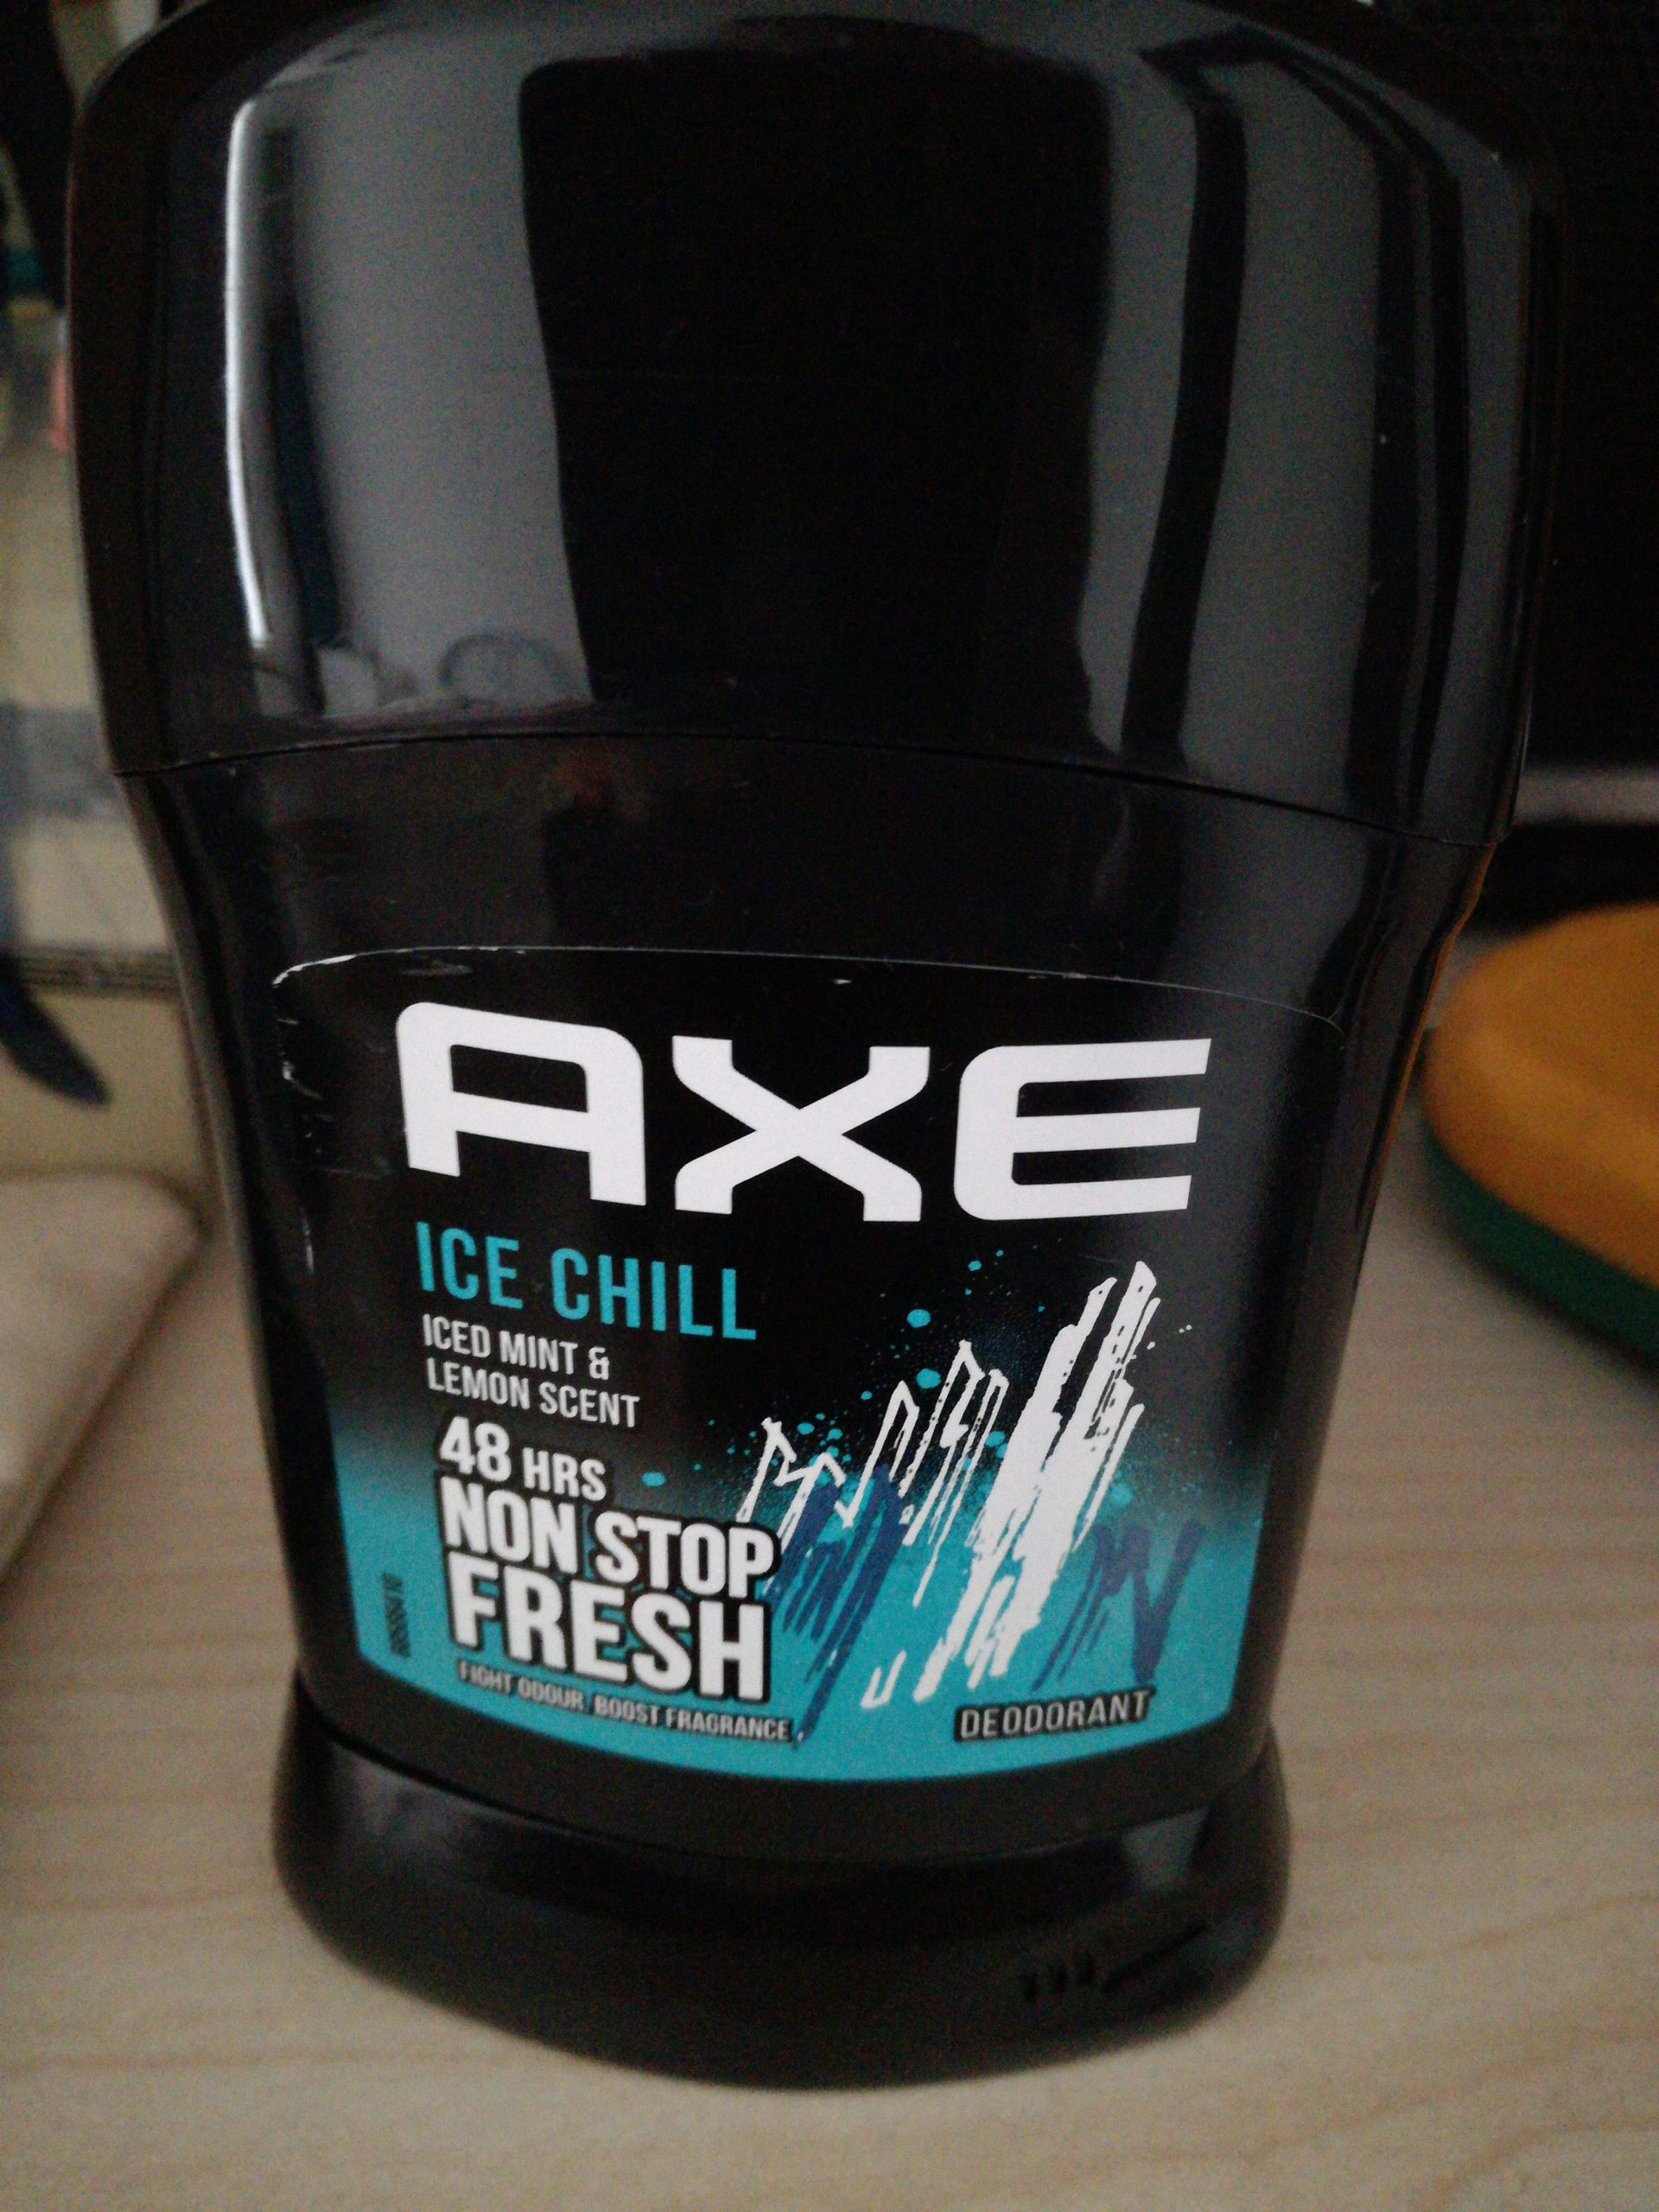 AXE
ICE CHILL
ICED MINT &
LEMON SCENT
48 HRS
NON STOP
FRESH
FIGHT ODOUR. BOOST FRAGRANCE.
DEODORANT